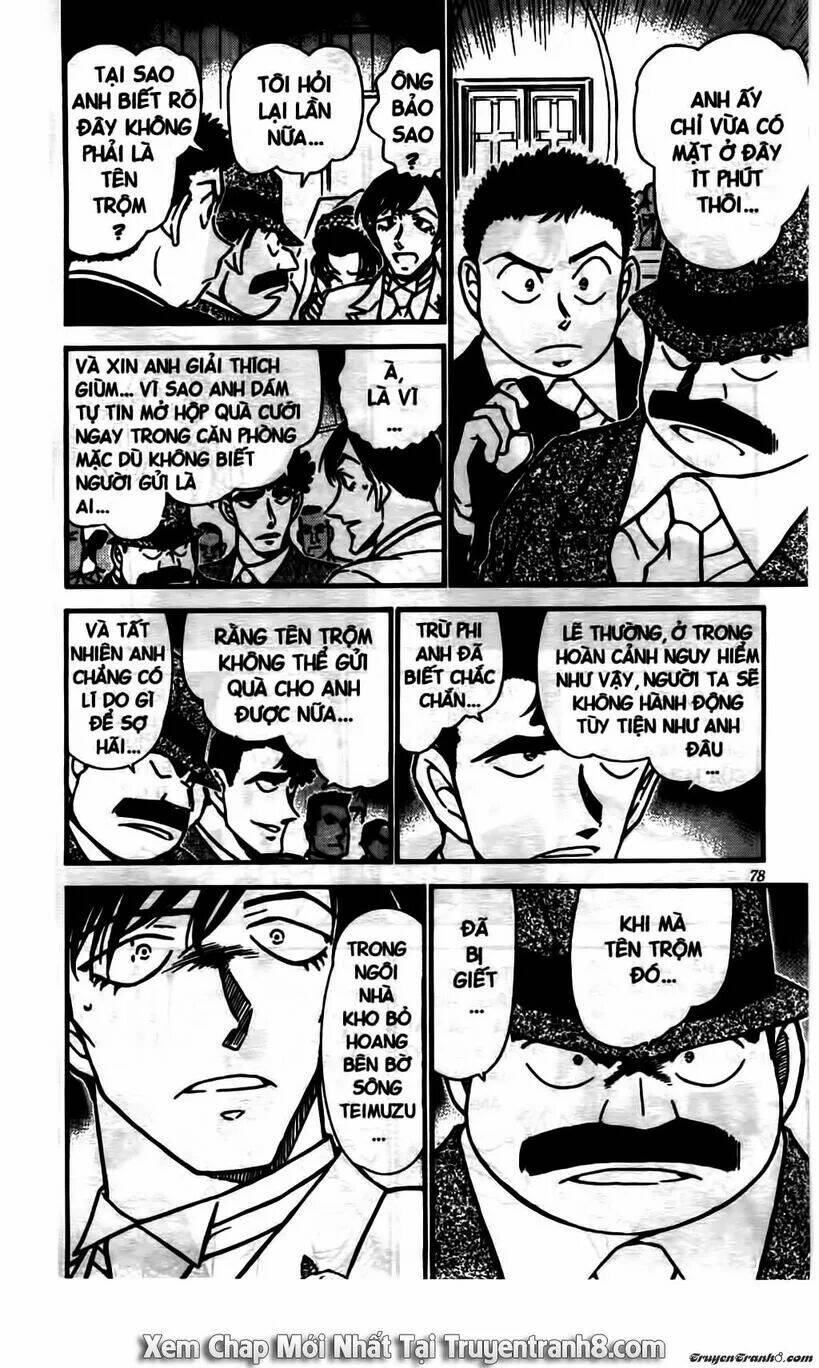 ANH ẤY
CHỈ VỪA CÓ
MẶT Ở ĐÂY
ÍT PHÚT
THÔI...
ÔNG
BẢO
SAO
?
TÔI HỎI
LẠI LẦN
NỮA...
TẠI SAO
ANH BIẾT RÕ
ĐÂY KHÔNG
PHẢI LÀ
TÊN
TRỘM
?
À,
LÀ VÌ
...
VÀ XIN ANH GIẢI THÍCH
GIÙM... VÌ SAO ANH DÁM
TỰ TIN MỞ HỘP QUÀ CƯỚI
NGAY TRONG CĂN PHÒNG
MẶC DÙ KHÔNG BIẾT
NGƯỜI GỬI LÀ
AI...
LẼ THƯỜNG, Ở TRONG
HOÀN CẢNH NGUY HIỂM
NHƯ VẬY, NGƯỜI TA SẼ
KHÔNG HÀNH ĐỘNG
TÙY TIỆN NHƯ ANH
ĐÂU
...
TRỪ PHI
ANH ĐÃ
BIẾT CHẮC
CHẮN...
RẰNG TÊN TRỘM
KHÔNG THỂ GỬI
QUÀ CHO ANH
ĐƯỢC NỮA...
VÀ TẤT
NHIÊN ANH
CHẲNG CÓ
LÍ DO GÌ
ĐỂ SỢ
HÃI...
78
KHI MÀ
TÊN TRỘM
ĐÓ...
ĐÃ
BỊ
GIẾT
...
TRONG
NGÔI
NHÀ
KHO BỎ
HOANG
BÊN BỜ
SÔNG
TEIMUZU
...
Xem Chap Mới Nhất Tại Truyentranh8.com
TruyenTranh8.com